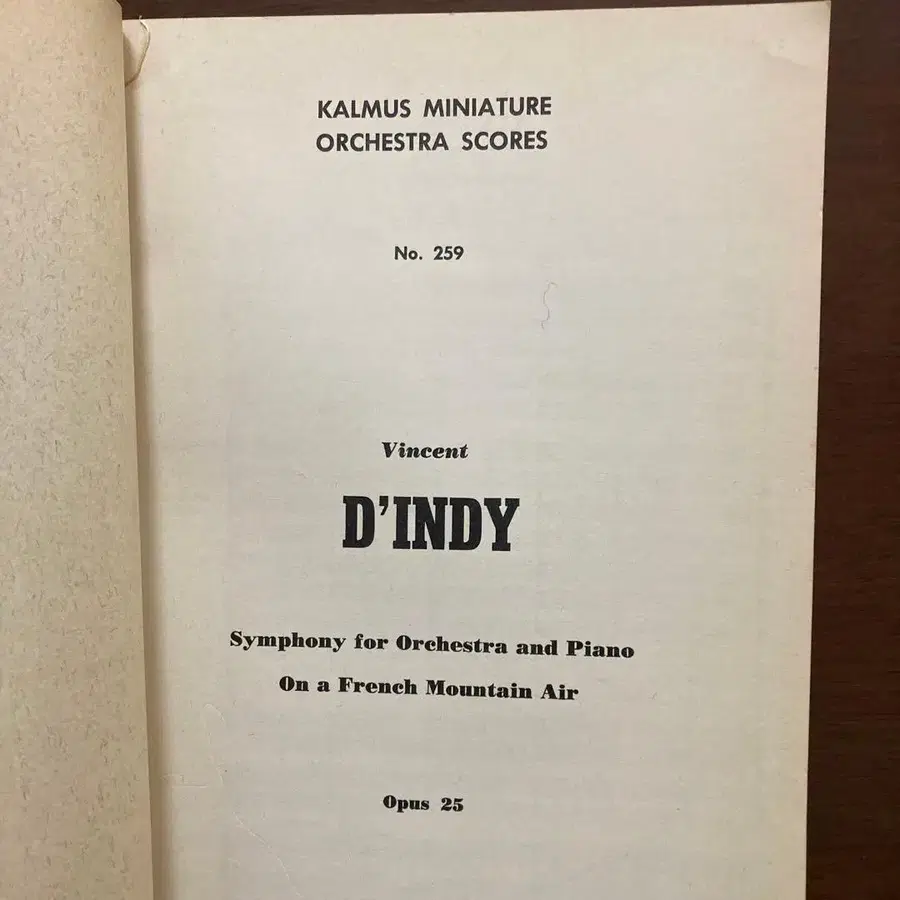 KALMUS MINIATURE
ORCHESTRA SCORES
No. 259
Vincent
D'INDY
Symphony for Orchestra and Piano
On a French Mountain Air
Opus 25